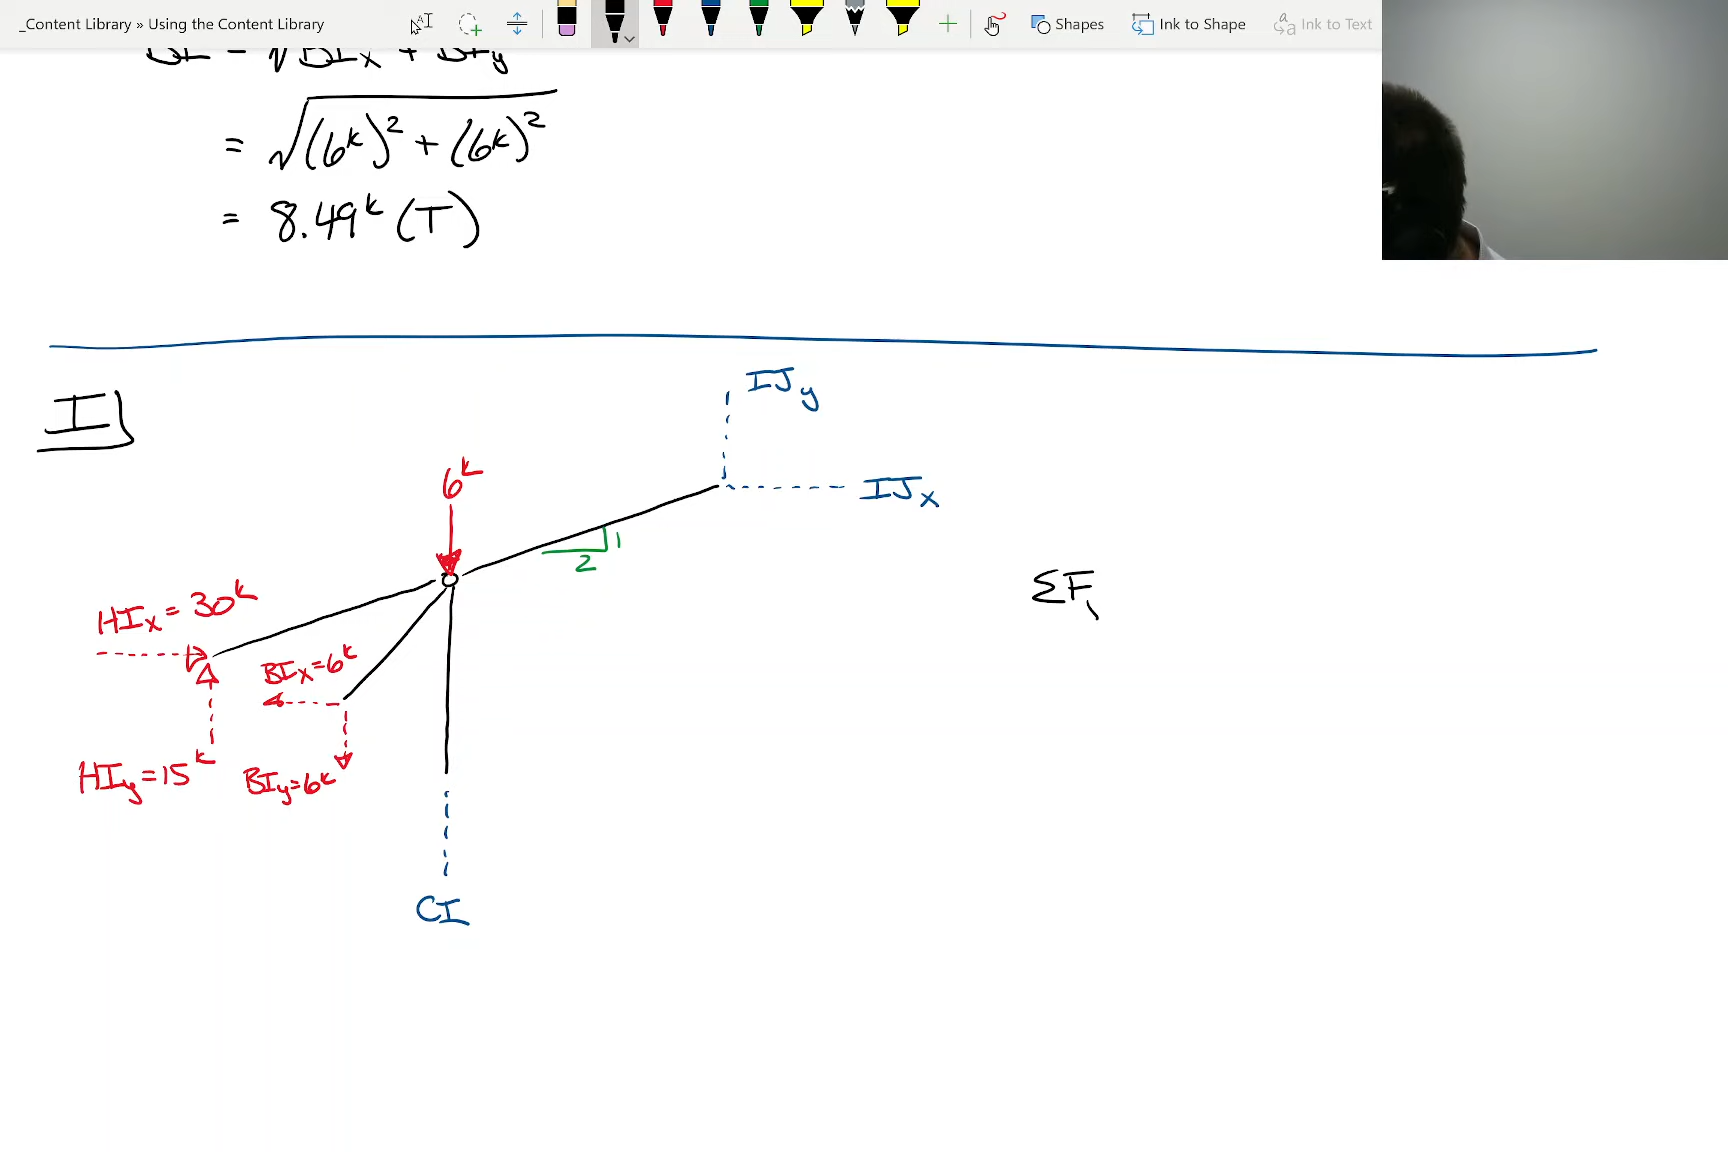 _Content Library » Using the Content Library
Shapes
Ink to Shape
Ink to Text
= √(6ᵏ)² + (6ᵏ)²
= 8.49ᵏ (T)
I)
IJy
6ᵏ
IJx
1
2
ΣF
HIx = 30ᵏ
BIx=6ᵏ
HIy=15ᵏ
BIy=6ᵏ
CI